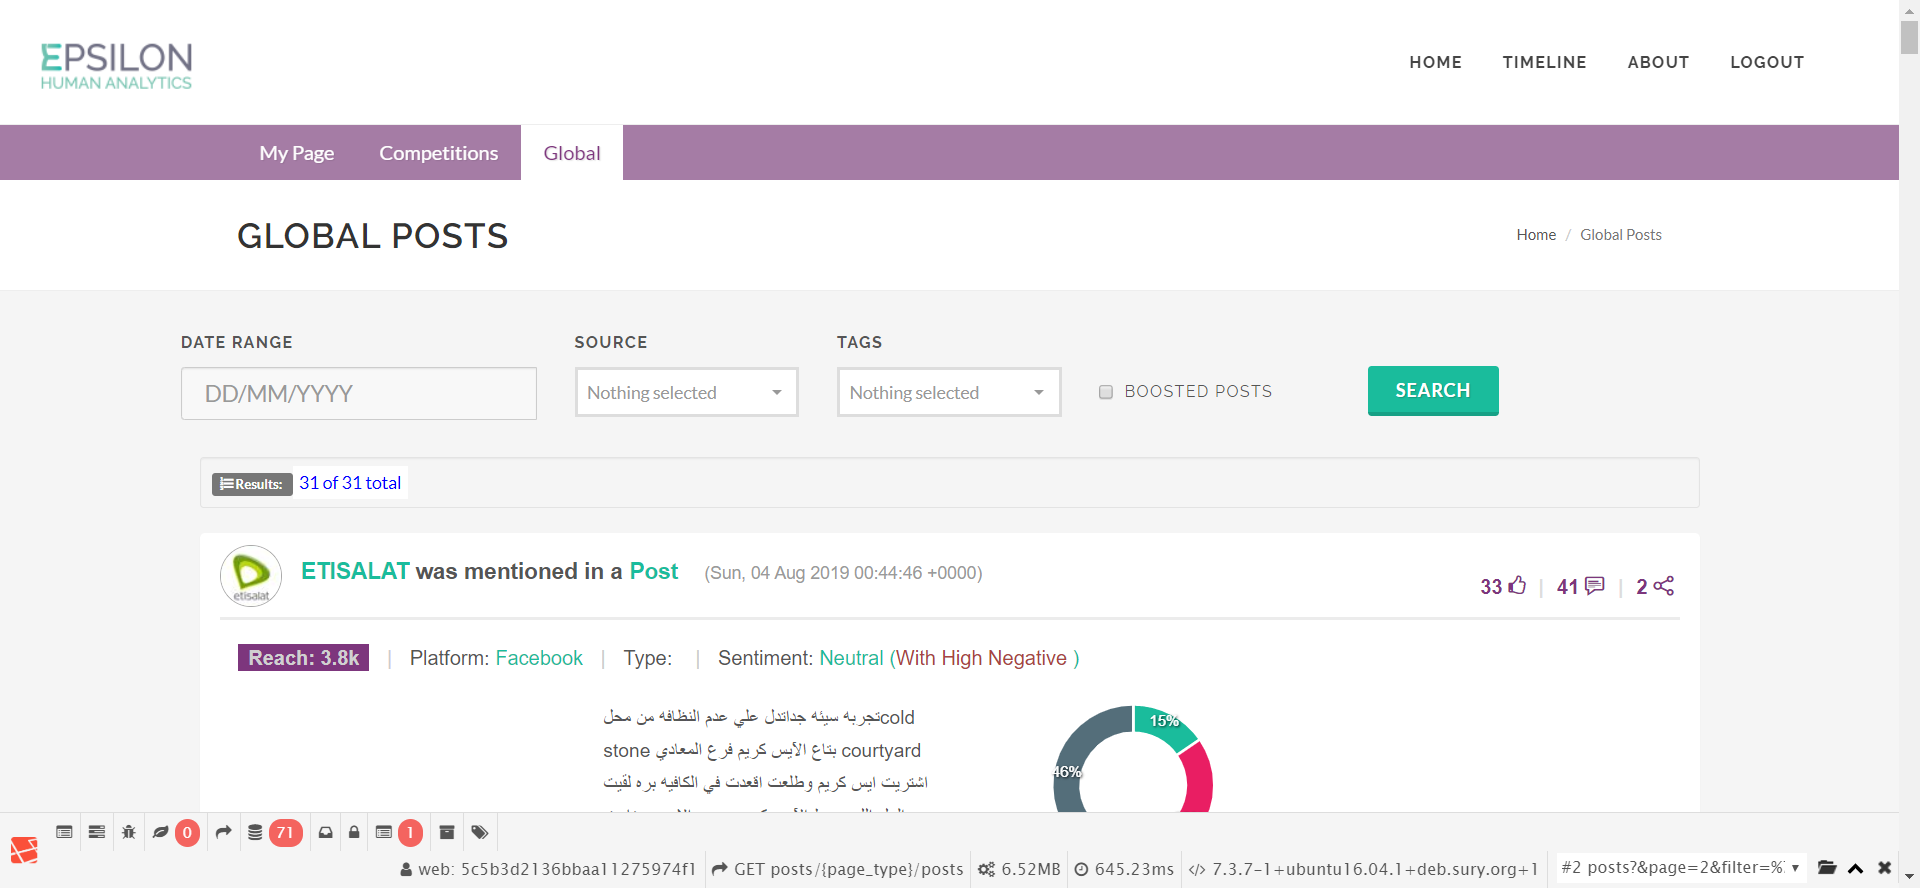 EPSILON
HUMAN ANALYTICS
HOME TIMELINE ABOUT LOGOUT
My Page Competitions Global
GLOBAL POSTS
Home / Global Posts
DATE RANGE SOURCE TAGS
DD/MM/YYYY Nothing selected Nothing selected BOOSTED POSTS SEARCH
Results: 31 of 31 total
etisalat
ETISALAT was mentioned in a Post (Sun, 04 Aug 2019 00:44:46 +0000)
33 | 41 | 2
Reach: 3.8k | Platform: Facebook | Type: | Sentiment: Neutral (With High Negative )
تجربه سيئه جداتدل علي عدم النظافه من محلcold
stone بتاع الآيس كريم فرع المعادي courtyard
اشتريت ايس كريم وطلعت اقعدت في الكافيه بره لقيت
15%
46%
0 71 1
web: 5c5b3d2136bbaa11275974f1 GET posts/{page_type}/posts 6.52MB 645.23ms 7.3.7-1+ubuntu16.04.1+deb.sury.org+1 #2 posts?&page=2&filter=%